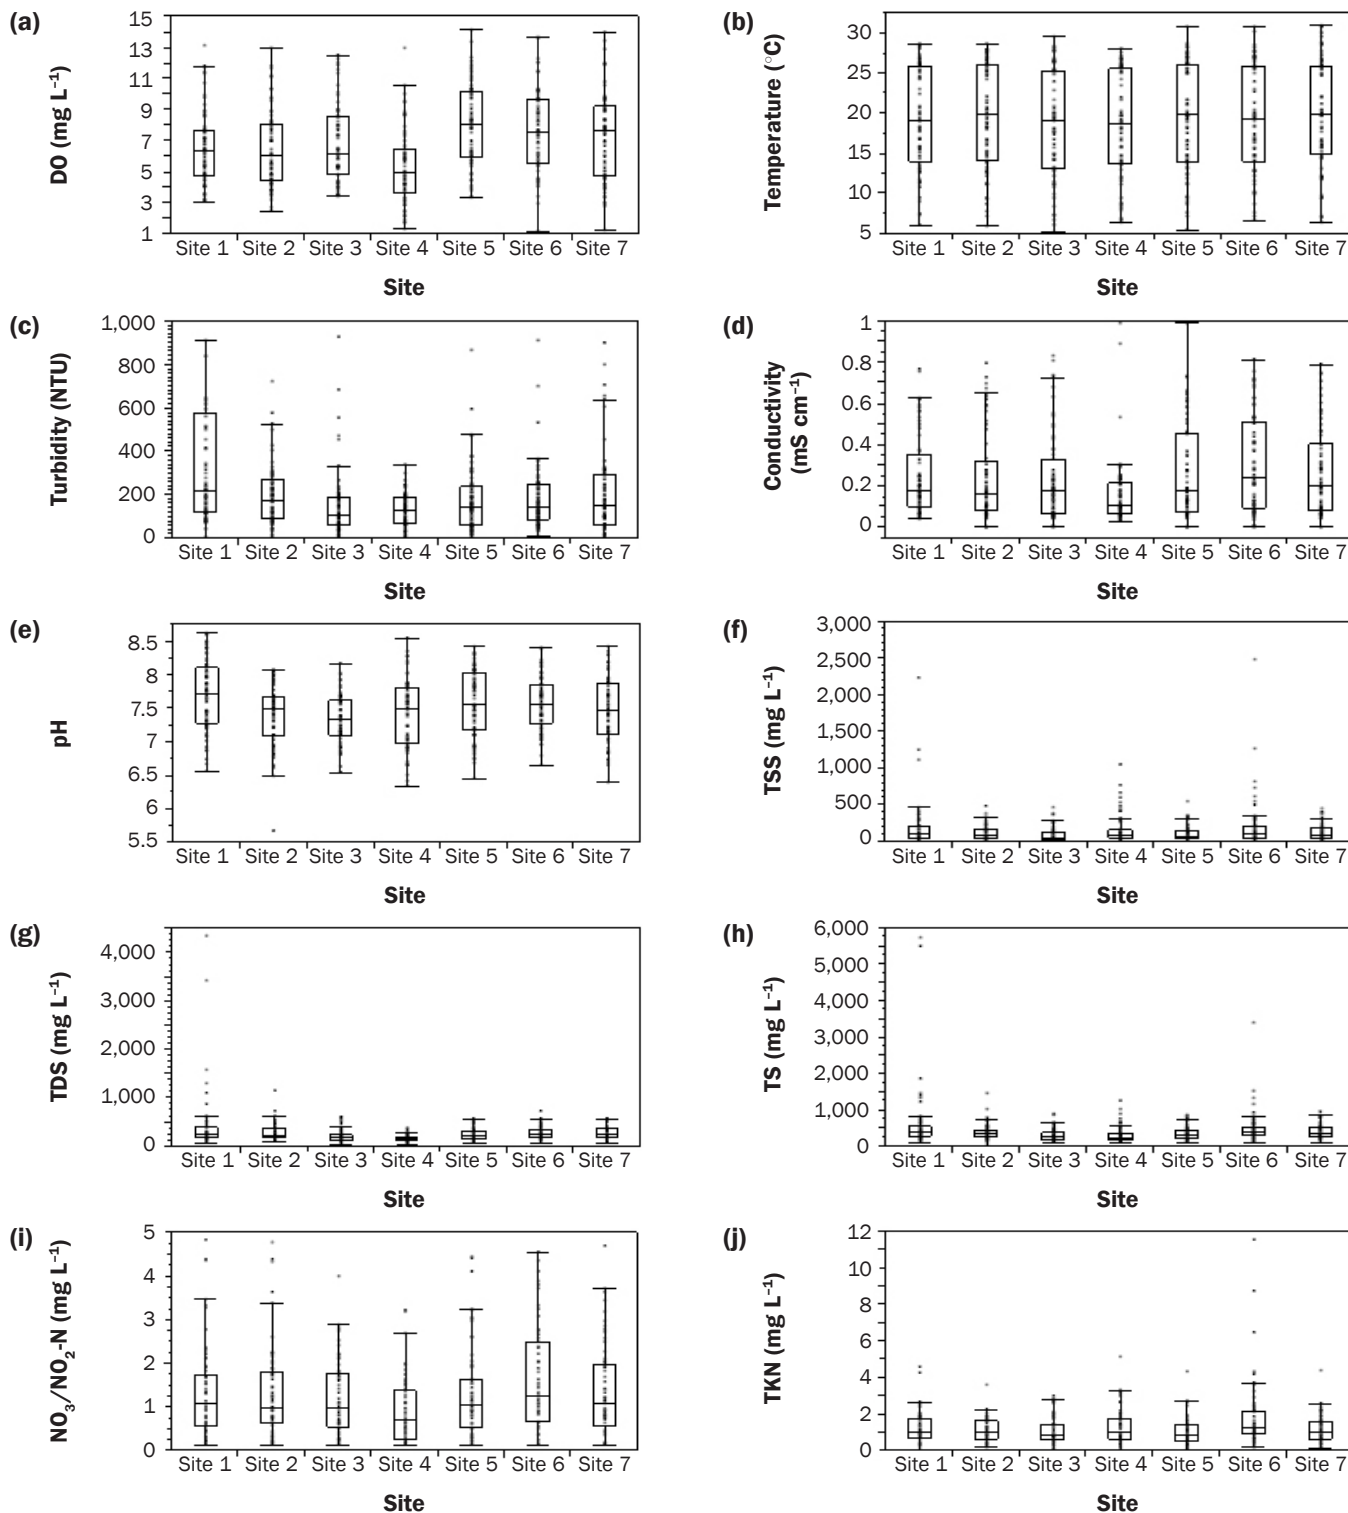 (a)
DO (mg L⁻¹)
15
13
11
9
7
5
3
1
Site 1 Site 2 Site 3 Site 4 Site 5 Site 6 Site 7
Site
(b)
Temperature (°C)
30
25
20
15
10
5
Site 1 Site 2 Site 3 Site 4 Site 5 Site 6 Site 7
Site
(c)
Turbidity (NTU)
1,000
800
600
400
200
0
Site 1 Site 2 Site 3 Site 4 Site 5 Site 6 Site 7
Site
(d)
Conductivity
(mS cm⁻¹)
1
0.8
0.6
0.4
0.2
0
Site 1 Site 2 Site 3 Site 4 Site 5 Site 6 Site 7
Site
(e)
pH
8.5
8
7.5
7
6.5
6
5.5
Site 1 Site 2 Site 3 Site 4 Site 5 Site 6 Site 7
Site
(f)
TSS (mg L⁻¹)
3,000
2,500
2,000
1,500
1,000
500
0
Site 1 Site 2 Site 3 Site 4 Site 5 Site 6 Site 7
Site
(g)
TDS (mg L⁻¹)
4,000
3,000
2,000
1,000
0
Site 1 Site 2 Site 3 Site 4 Site 5 Site 6 Site 7
Site
(h)
TS (mg L⁻¹)
6,000
5,000
4,000
3,000
2,000
1,000
0
Site 1 Site 2 Site 3 Site 4 Site 5 Site 6 Site 7
Site
(i)
NO₃/NO₂-N (mg L⁻¹)
5
4
3
2
1
0
Site 1 Site 2 Site 3 Site 4 Site 5 Site 6 Site 7
Site
(j)
TKN (mg L⁻¹)
12
10
8
6
4
2
0
Site 1 Site 2 Site 3 Site 4 Site 5 Site 6 Site 7
Site